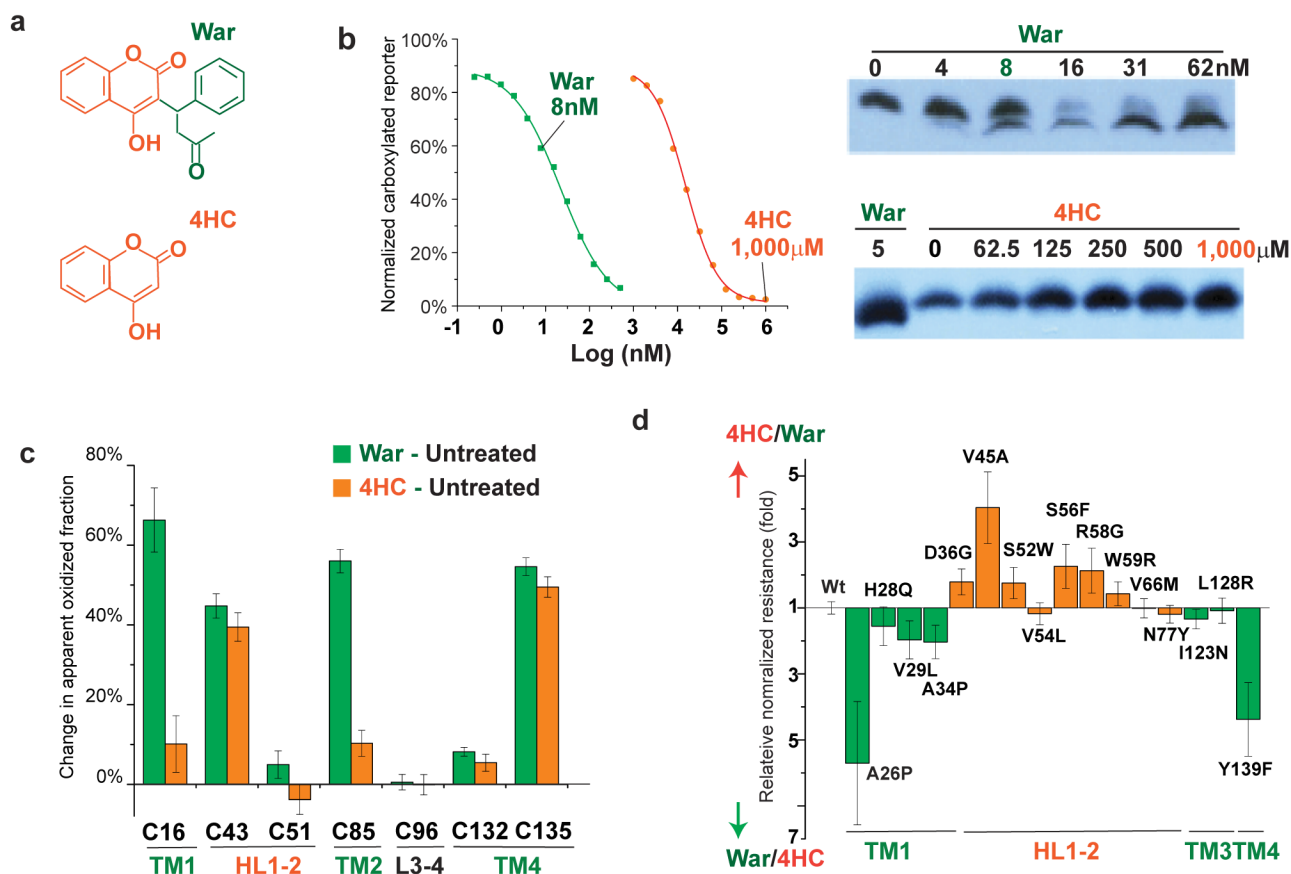 a
War
O
O
OH
O
4HC
O
O
OH
b
Normalized carboxylated reporter
100%
80%
60%
40%
20%
0%
-1 0 1 2 3 4 5 6 7
Log (nM)
War
8nM
4HC
1,000μM
War
0 4 8 16 31 62nM
War 4HC
5 0 62.5 125 250 500 1,000μM
c
Change in apparent oxidized fraction
80%
60%
40%
20%
0%
War - Untreated
4HC - Untreated
C16 C43 C51 C85 C96 C132 C135
TM1 HL1-2 TM2 L3-4 TM4
d
4HC/War
War/4HC
Relateive nomralized resistance (fold)
5
3
1
3
5
7
Wt
A26P
H28Q
V29L
A34P
D36G
V45A
S52W
V54L
S56F
R58G
W59R
V66M
N77Y
I123N
L128R
Y139F
TM1 HL1-2 TM3 TM4